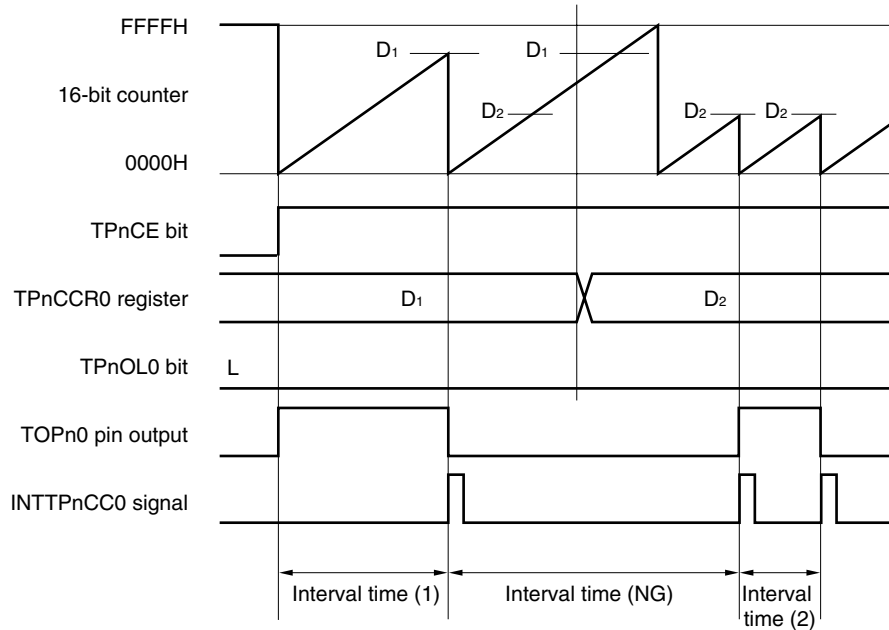 FFFFH
D1
D1
16-bit counter
D2
D2
D2
0000H
TPnCE bit
TPnCCR0 register
D1
D2
TPnOL0 bit
L
TOPn0 pin output
INTTPnCC0 signal
Interval time (1)
Interval time (NG)
Interval
time (2)